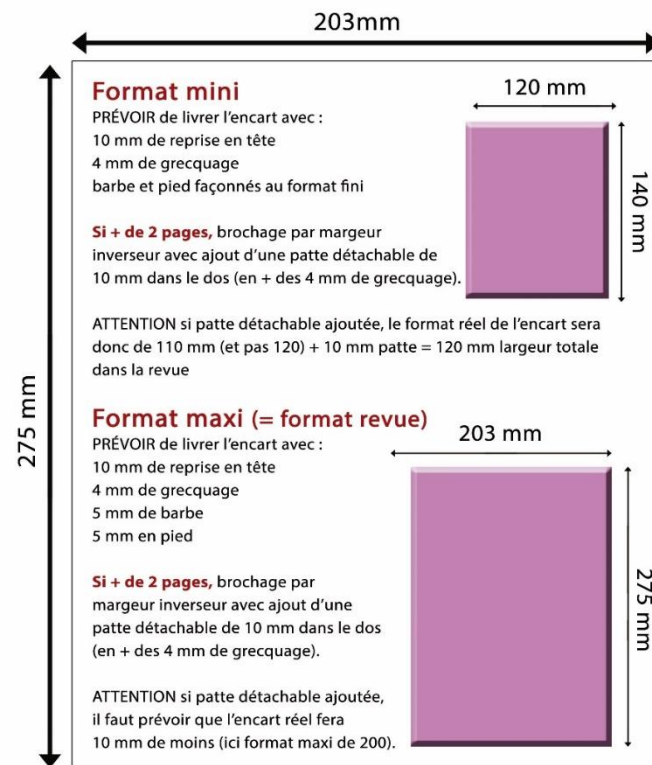 203mm
275 mm
Format mini
PRÉVOIR de livrer l'encart avec :
10 mm de reprise en tête
4 mm de grecquage
barbe et pied façonnés au format fini
120 mm
140 mm
Si + de 2 pages, brochage par margeur
inverseur avec ajout d'une patte détachable de
10 mm dans le dos (en + des 4 mm de grecquage).
ATTENTION si patte détachable ajoutée, le format réel de l'encart sera
donc de 110 mm (et pas 120) + 10 mm patte = 120 mm largeur totale
dans la revue
Format maxi (= format revue)
PRÉVOIR de livrer l'encart avec :
10 mm de reprise en tête
4 mm de grecquage
5 mm de barbe
5 mm en pied
203 mm
275 mm
Si + de 2 pages, brochage par
margeur inverseur avec ajout d'une
patte détachable de 10 mm dans le dos
(en + des 4 mm de grecquage).
ATTENTION si patte détachable ajoutée,
il faut prévoir que l'encart réel fera
10 mm de moins (ici format maxi de 200).